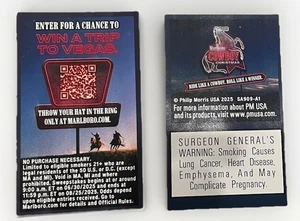 ENTER FOR A CHANCE TO
WIN A TRIP
TO VEGAS.
THROW YOUR HAT IN THE RING
ONLY AT MARLBORO.COM.
NO PURCHASE NECESSARY.
Limited to eligible smokers 21+ who are
legal residents of the 50 U.S. or D.C. (except
MA and MI). Void in MA, MI and where
prohibited. Sweepstakes begins at or around
9:00 a.m. ET on 06/30/2025 and ends at
11:59 p.m. ET on 08/25/2025. Odds depend
upon eligible entries received. Go to
Marlboro.com for details and Official Rules.
COWBOY
RIDE LIKE A COWBOY. ROLL LIKE A WINNER.
© Philip Morris USA 2025 SA909-A1
For more information about PM USA
and its products, visit www.pmusa.com.
SURGEON GENERAL'S
WARNING: Smoking Causes
Lung Cancer, Heart Disease,
Emphysema, And May
Complicate Pregnancy.